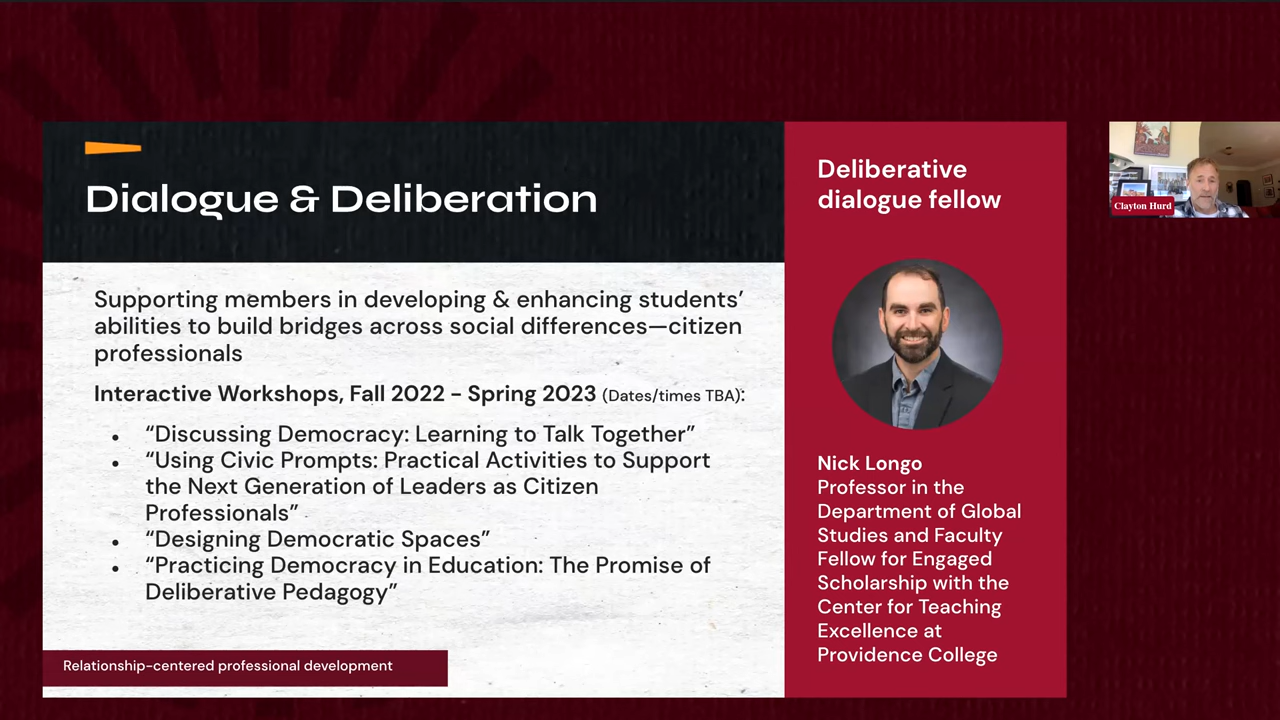 Dialogue & Deliberation
Supporting members in developing & enhancing students’
abilities to build bridges across social differences—citizen
professionals
Interactive Workshops, Fall 2022 - Spring 2023 (Dates/times TBA):
• “Discussing Democracy: Learning to Talk Together”
• “Using Civic Prompts: Practical Activities to Support
the Next Generation of Leaders as Citizen
Professionals”
• “Designing Democratic Spaces”
• “Practicing Democracy in Education: The Promise of
Deliberative Pedagogy”
Relationship-centered professional development
Deliberative
dialogue fellow
Nick Longo
Professor in the
Department of Global
Studies and Faculty
Fellow for Engaged
Scholarship with the
Center for Teaching
Excellence at
Providence College
Clayton Hurd